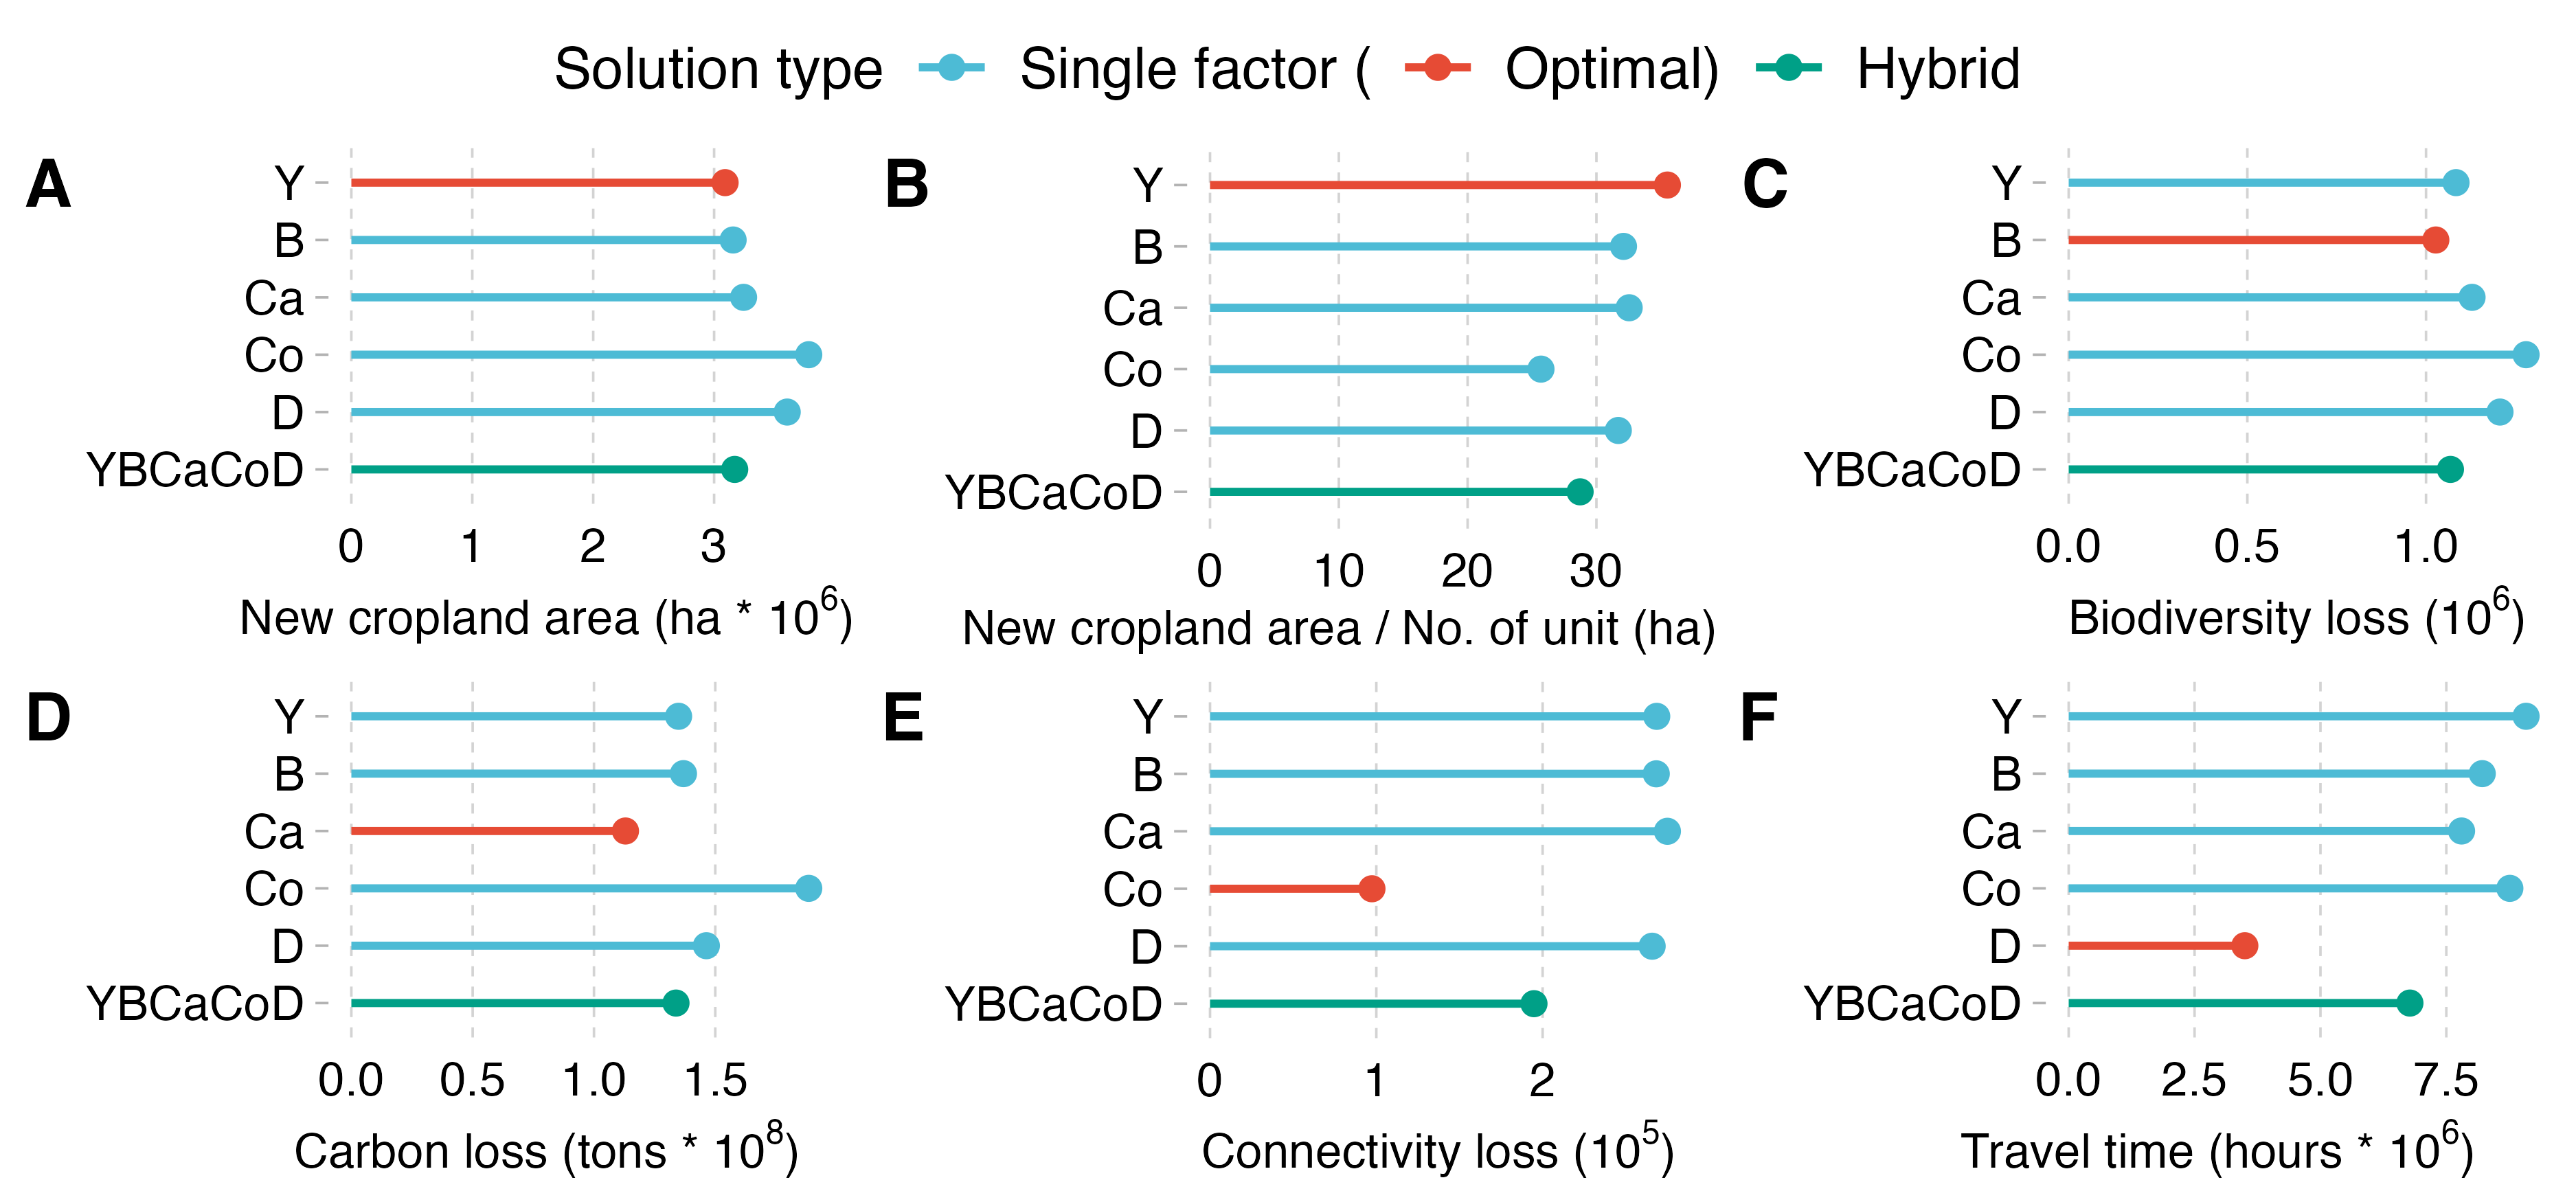 Solution type Single factor ( Optimal) Hybrid
A
Y
B
Ca
Co
D
YBCaCoD
0 1 2 3
New cropland area (ha * 10⁶)
B
Y
B
Ca
Co
D
YBCaCoD
0 10 20 30
New cropland area / No. of unit (ha)
C
Y
B
Ca
Co
D
YBCaCoD
0.0 0.5 1.0
Biodiversity loss (10⁶)
D
Y
B
Ca
Co
D
YBCaCoD
0.0 0.5 1.0 1.5
Carbon loss (tons * 10⁸)
E
Y
B
Ca
Co
D
YBCaCoD
0 1 2
Connectivity loss (10⁵)
F
Y
B
Ca
Co
D
YBCaCoD
0.0 2.5 5.0 7.5
Travel time (hours * 10⁶)